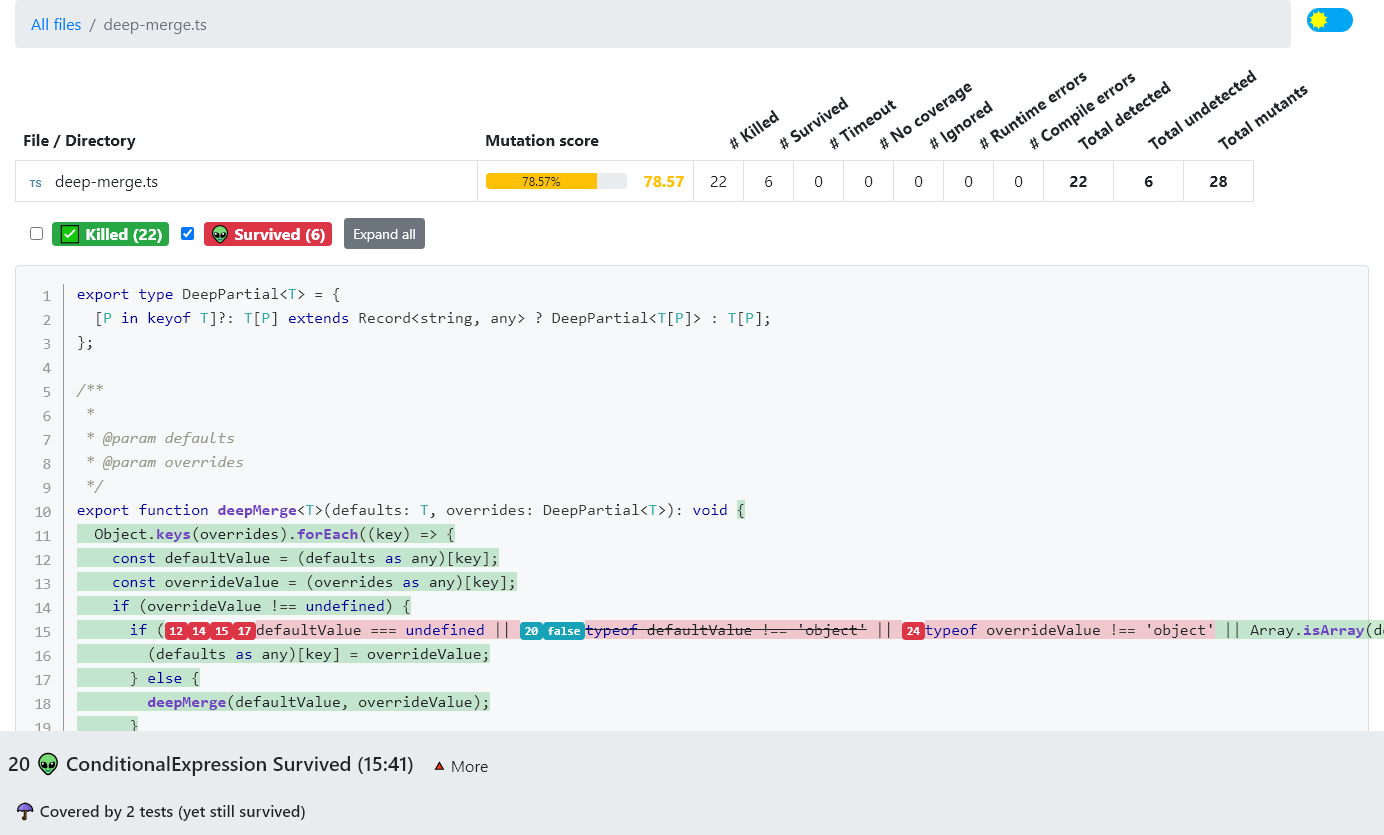 All files / deep-merge.ts
File / Directory Mutation score # Killed # Survived # Timeout # No coverage # Ignored # Runtime errors # Compile errors Total detected Total undetected Total mutants
TS deep-merge.ts 78.57% 78.57 22 6 0 0 0 0 0 22 6 28
Killed (22) Survived (6) Expand all
1 export type DeepPartial<T> = {
2 [P in keyof T]?: T[P] extends Record<string, any> ? DeepPartial<T[P]> : T[P];
3 };
4
5 /**
6 *
7 * @param defaults
8 * @param overrides
9 */
10 export function deepMerge<T>(defaults: T, overrides: DeepPartial<T>): void {
11 Object.keys(overrides).forEach((key) => {
12 const defaultValue = (defaults as any)[key];
13 const overrideValue = (overrides as any)[key];
14 if (overrideValue !== undefined) {
15 if (12 14 15 17 defaultValue === undefined || 20 false typeof defaultValue !== 'object' || 24 typeof overrideValue !== 'object' || Array.isArray(d
16 (defaults as any)[key] = overrideValue;
17 } else {
18 deepMerge(defaultValue, overrideValue);
19 }
20 ConditionalExpression Survived (15:41) More
Covered by 2 tests (yet still survived)